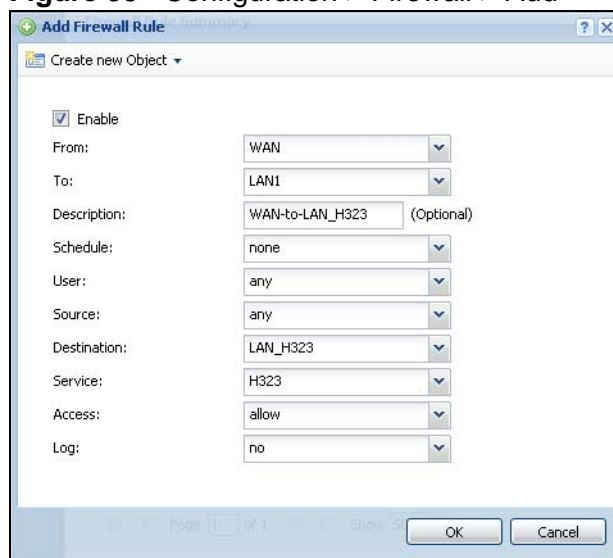 Configuration > Firewall > Add
Add Firewall Rule
Create new Object
Enable
From: WAN
To: LAN1
Description: WAN-to-LAN_H323 (Optional)
Schedule: none
User: any
Source: any
Destination: LAN_H323
Service: H323
Access: allow
Log: no
Page 1 of 1 Show
OK Cancel